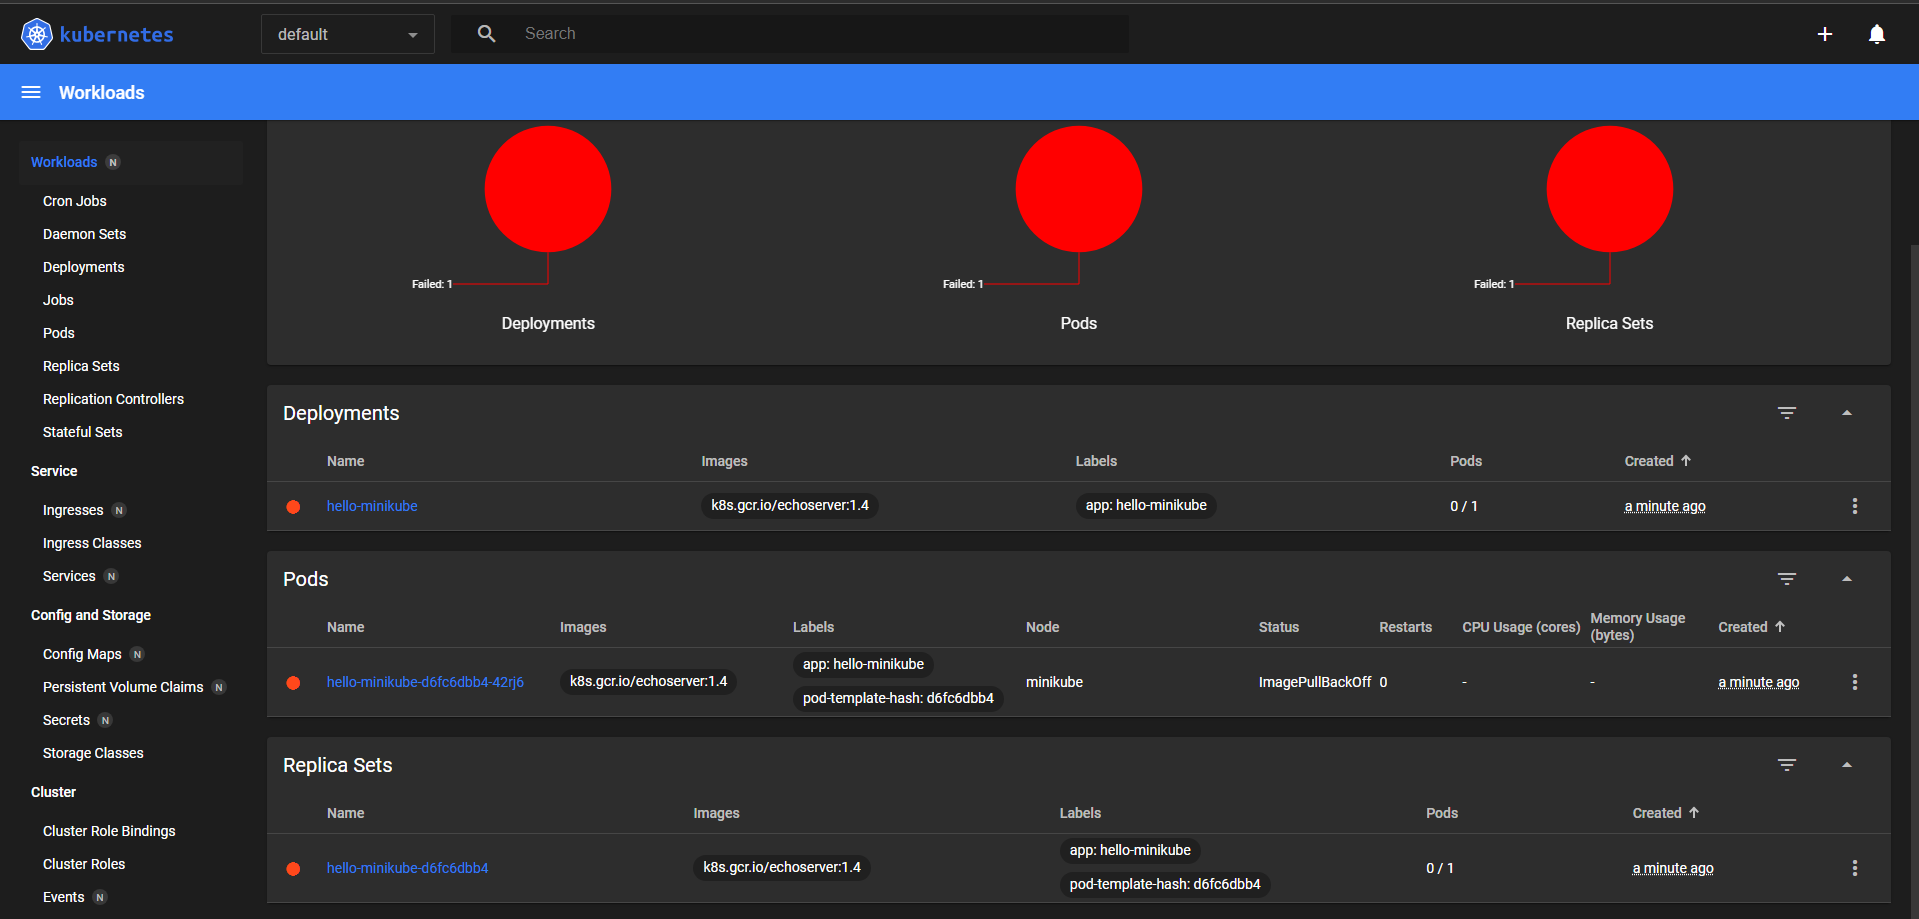 kubernetes
default
Search
Workloads
Workloads N
Cron Jobs
Daemon Sets
Deployments
Jobs
Pods
Replica Sets
Replication Controllers
Stateful Sets
Service
Ingresses N
Ingress Classes
Services N
Config and Storage
Config Maps N
Persistent Volume Claims N
Secrets N
Storage Classes
Cluster
Cluster Role Bindings
Cluster Roles
Events N
Failed: 1
Deployments
Failed: 1
Pods
Failed: 1
Replica Sets
Deployments
Name Images Labels Pods Created
hello-minikube k8s.gcr.io/echoserver:1.4 app: hello-minikube 0 / 1 a minute ago
Pods
Name Images Labels Node Status Restarts CPU Usage (cores) Memory Usage
(bytes) Created
hello-minikube-d6fc6dbb4-42rj6 k8s.gcr.io/echoserver:1.4 app: hello-minikube
pod-template-hash: d6fc6dbb4 minikube ImagePullBackOff 0 - - a minute ago
Replica Sets
Name Images Labels Pods Created
hello-minikube-d6fc6dbb4 k8s.gcr.io/echoserver:1.4 app: hello-minikube
pod-template-hash: d6fc6dbb4 0 / 1 a minute ago